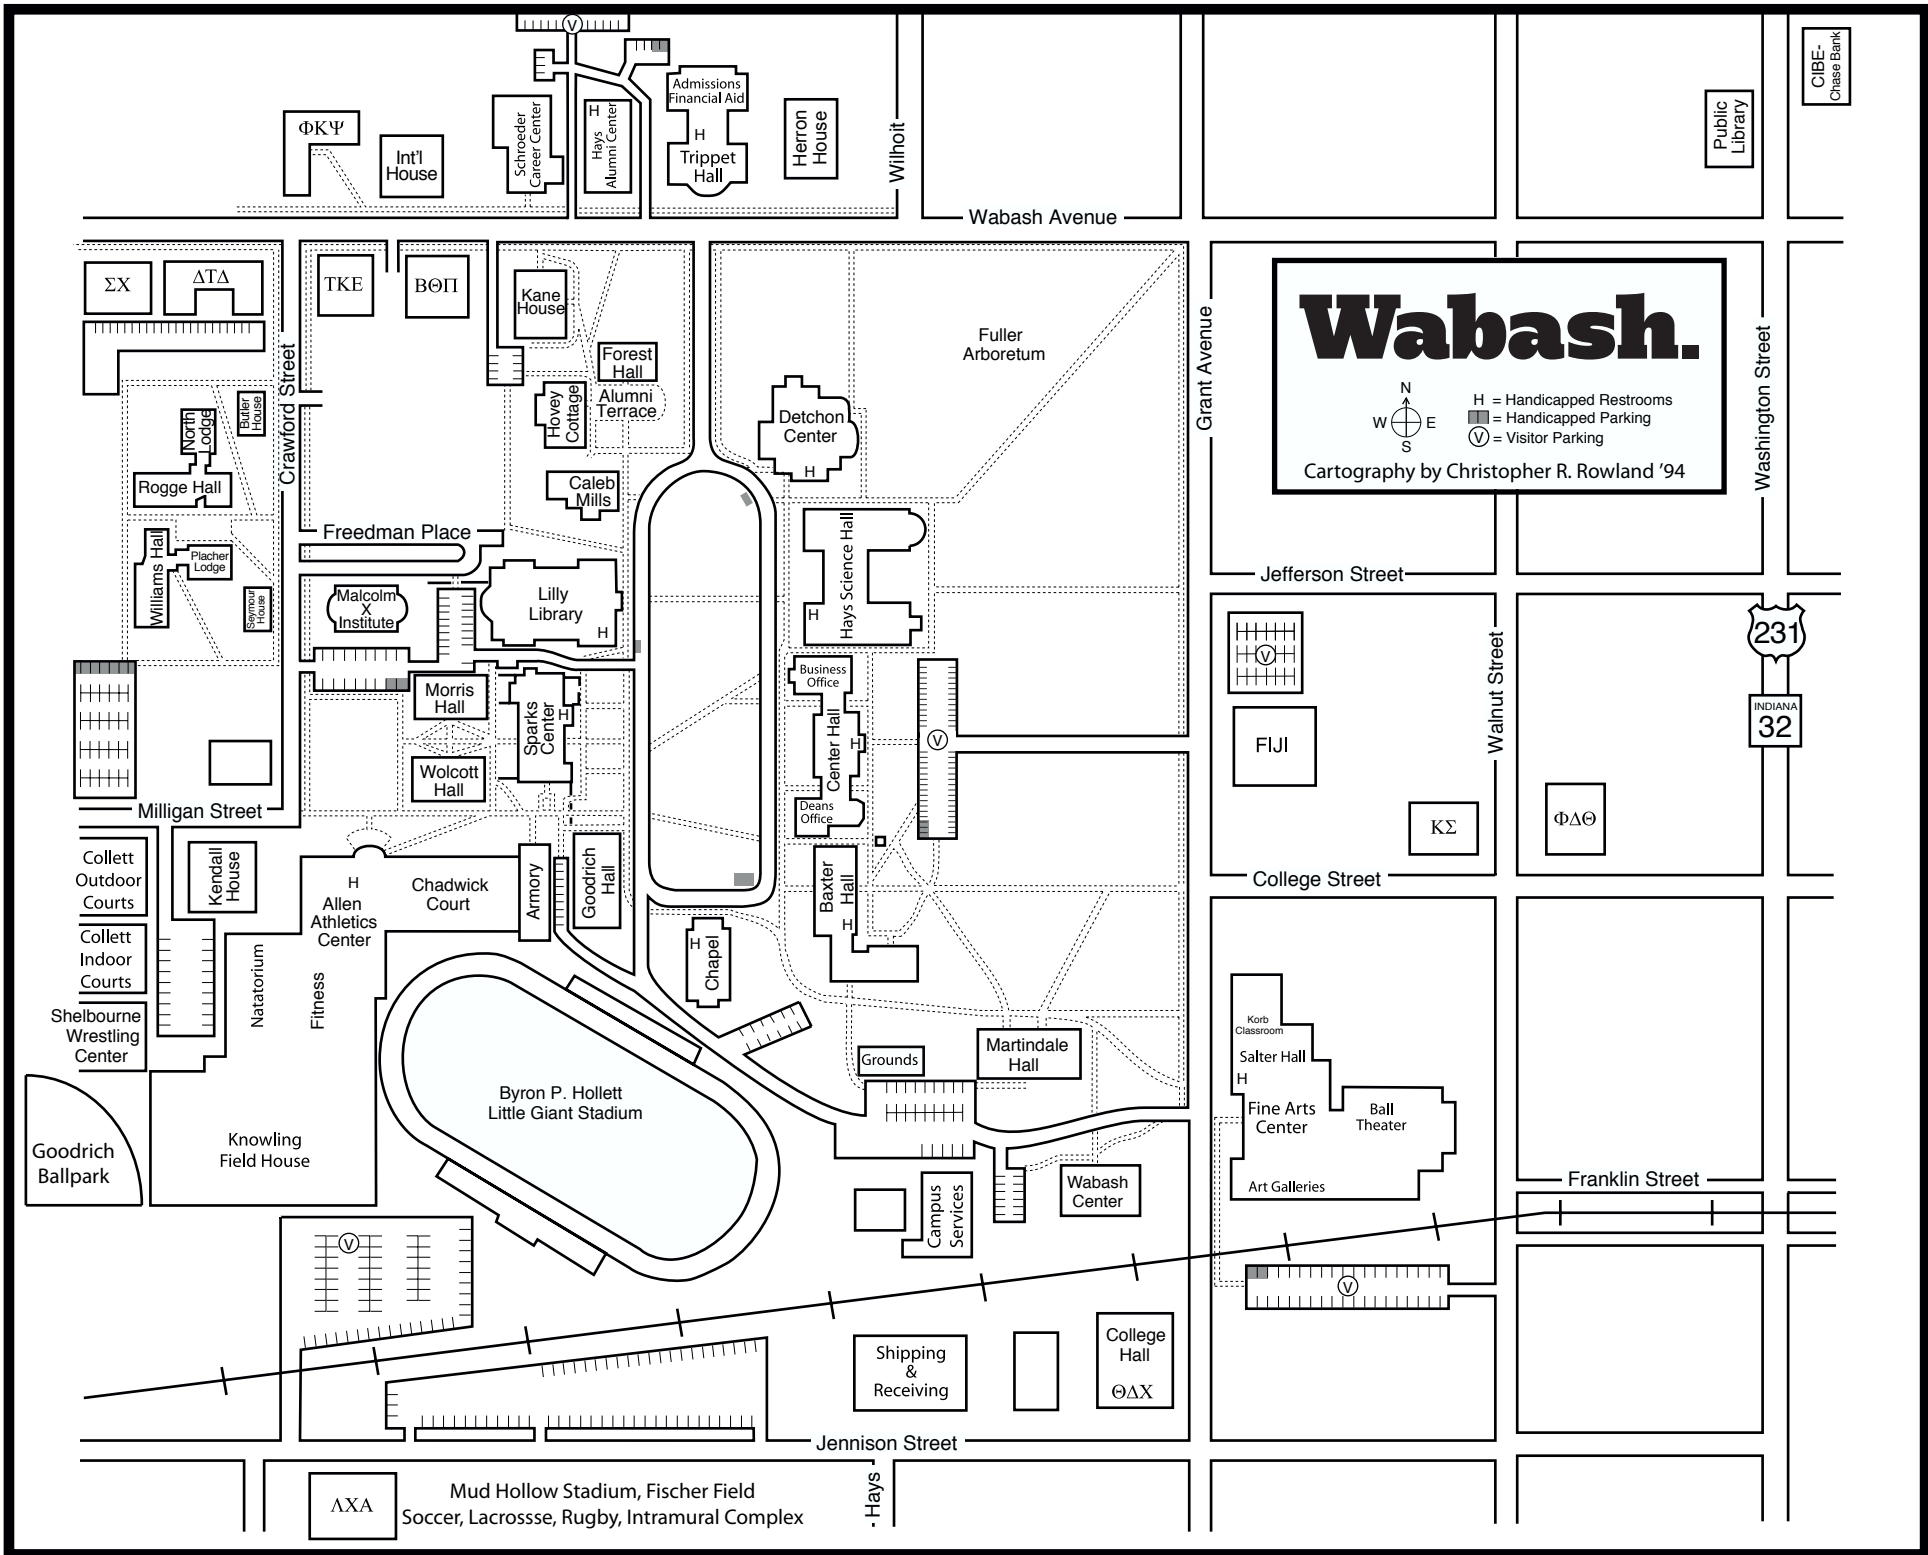 V
Admissions
Financial Aid
H
Trippet
Hall
Schroeder
Career Center
H
Hays
Alumni Center
Herron
House
Wilhoit
ΦΚΨ
Int'l
House
Public
Library
CIBE-
Chase Bank
Wabash Avenue
ΣΧ
ΔΤΔ
ΤΚΕ
ΒΘΠ
Kane
House
Forest
Hall
Alumni
Terrace
Hovey
Cottage
Caleb
Mills
Fuller
Arboretum
Detchon
Center
H
Grant Avenue
Wabash.
N
W E
S
H = Handicapped Restrooms
= Handicapped Parking
V = Visitor Parking
Cartography by Christopher R. Rowland '94
Washington Street
Crawford Street
North
Lodge
Butler
House
Rogge Hall
Williams Hall
Placher
Lodge
Seymour
House
Freedman Place
Malcolm
X
Institute
Lilly
Library
H
Hays Science Hall
H
Jefferson Street
V
231
INDIANA
32
Walnut Street
FIJI
ΚΣ
ΦΔΘ
Morris
Hall
Sparks
Center
H
Wolcott
Hall
Business
Office
Center Hall
H
Deans
Office
V
Milligan Street
Collett
Outdoor
Courts
Collett
Indoor
Courts
Shelbourne
Wrestling
Center
Kendall
House
H
Allen
Athletics
Center
Chadwick
Court
Armory
Goodrich
Hall
Baxter
Hall
H
H
Chapel
College Street
Natatorium
Fitness
Byron P. Hollett
Little Giant Stadium
Grounds
Martindale
Hall
Korb
Classroom
Salter Hall
H
Fine Arts
Center
Ball
Theater
Art Galleries
Goodrich
Ballpark
Knowling
Field House
Campus
Services
Wabash
Center
Franklin Street
V
V
Shipping
&
Receiving
College
Hall
ΘΔΧ
Jennison Street
ΛΧΑ
Mud Hollow Stadium, Fischer Field
Soccer, Lacrossse, Rugby, Intramural Complex
Hays